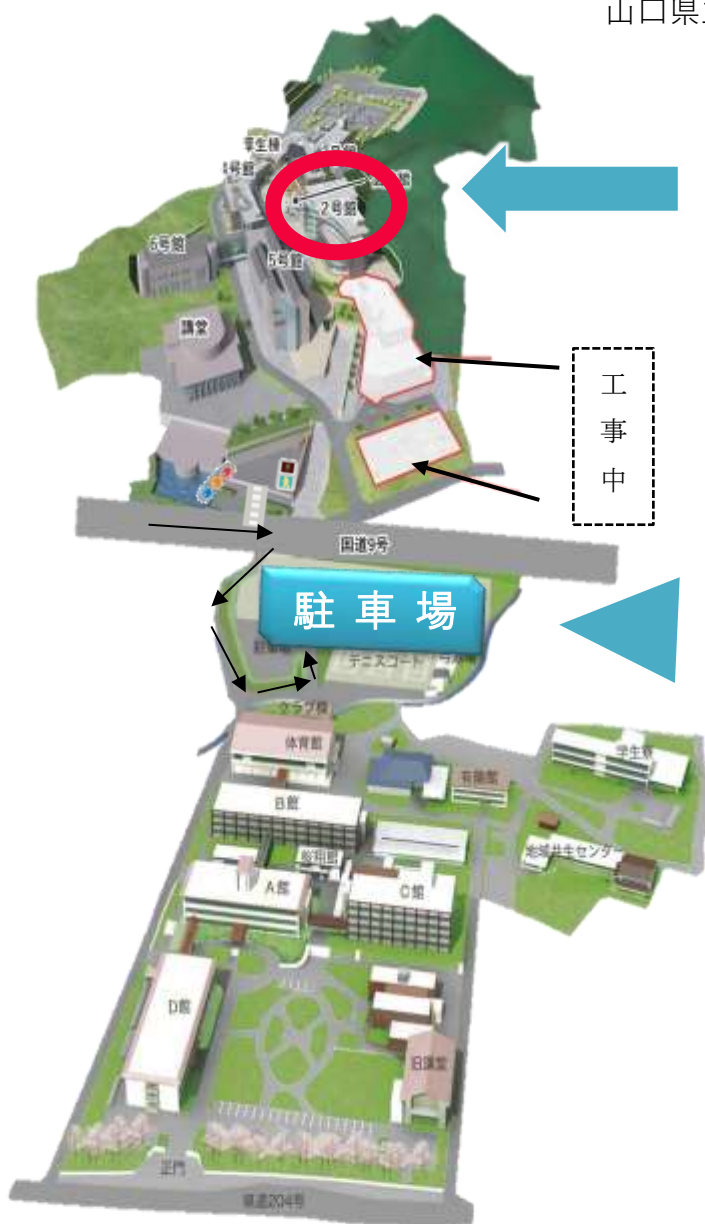 山口県
学生棟
2号館
5号館
6号館
講堂
工事中
国道9号
駐車場
駐車場
テニスコート
クラブ棟
体育館
学生寮
B館
地域共生センター
A館
C館
D館
旧講堂
正門
県道204号